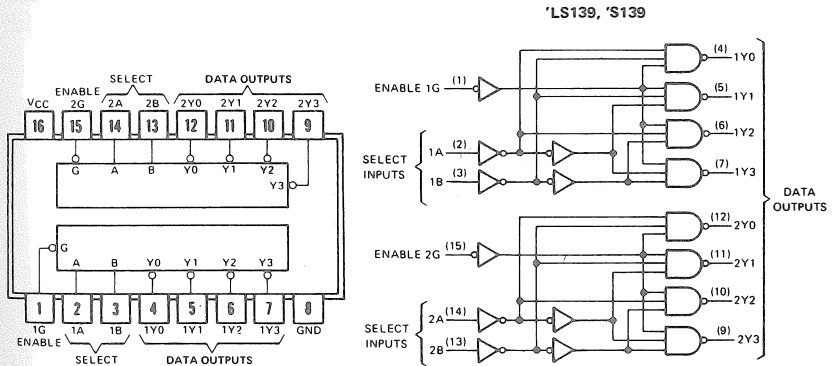 'LS139, 'S139
ENABLE SELECT DATA OUTPUTS
VCC 2G 2A 2B 2Y0 2Y1 2Y2 2Y3
16 15 14 13 12 11 10 9
G A B Y0 Y1 Y2
Y3
G
A B Y0 Y1 Y2 Y3
1 2 3 4 5 6 7 8
1G 1A 1B 1Y0 1Y1 1Y2 1Y3 GND
ENABLE SELECT DATA OUTPUTS
ENABLE 1G (1)
SELECT
INPUTS
1A (2)
1B (3)
(4) 1Y0
(5) 1Y1
(6) 1Y2
(7) 1Y3
ENABLE 2G (15)
SELECT
INPUTS
2A (14)
2B (13)
(12) 2Y0
(11) 2Y1
(10) 2Y2
(9) 2Y3
DATA
OUTPUTS